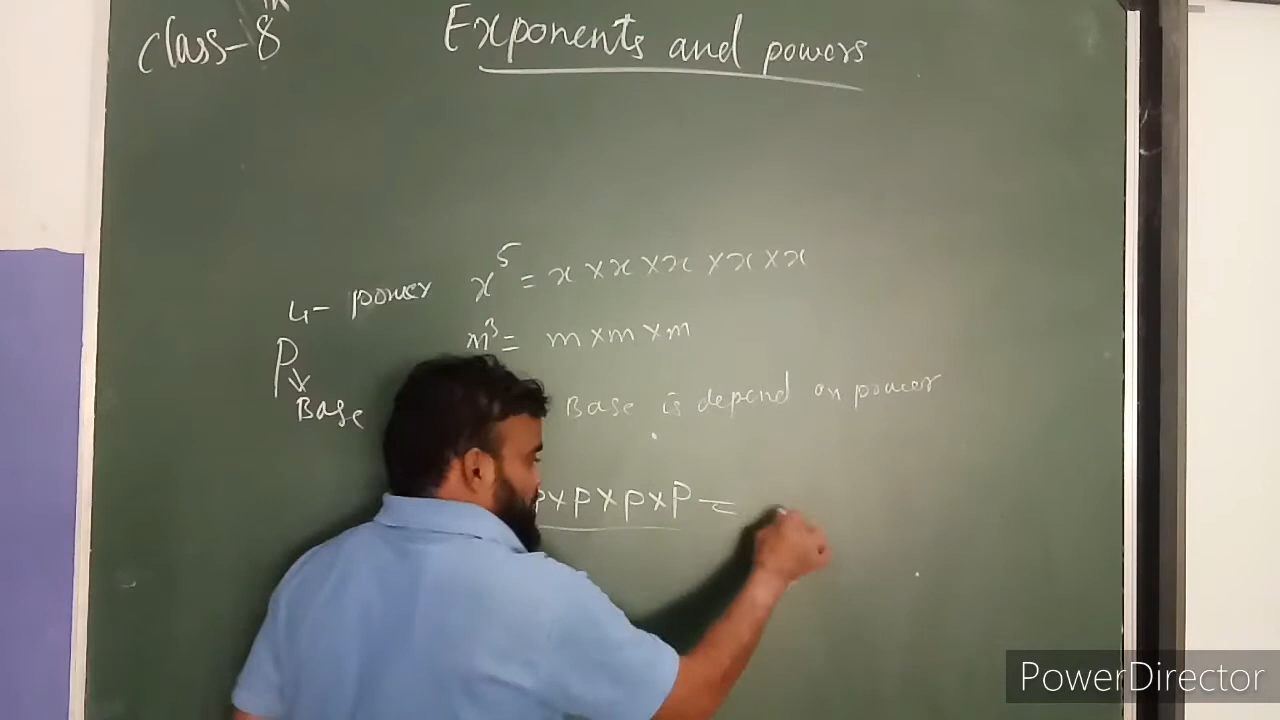 Class-8
Exponents and powers
x⁵ = x × x × x × x × x
4- power
m³ = m × m × m
P
Base
Base is depend on power
P × P × P × P =
PowerDirector